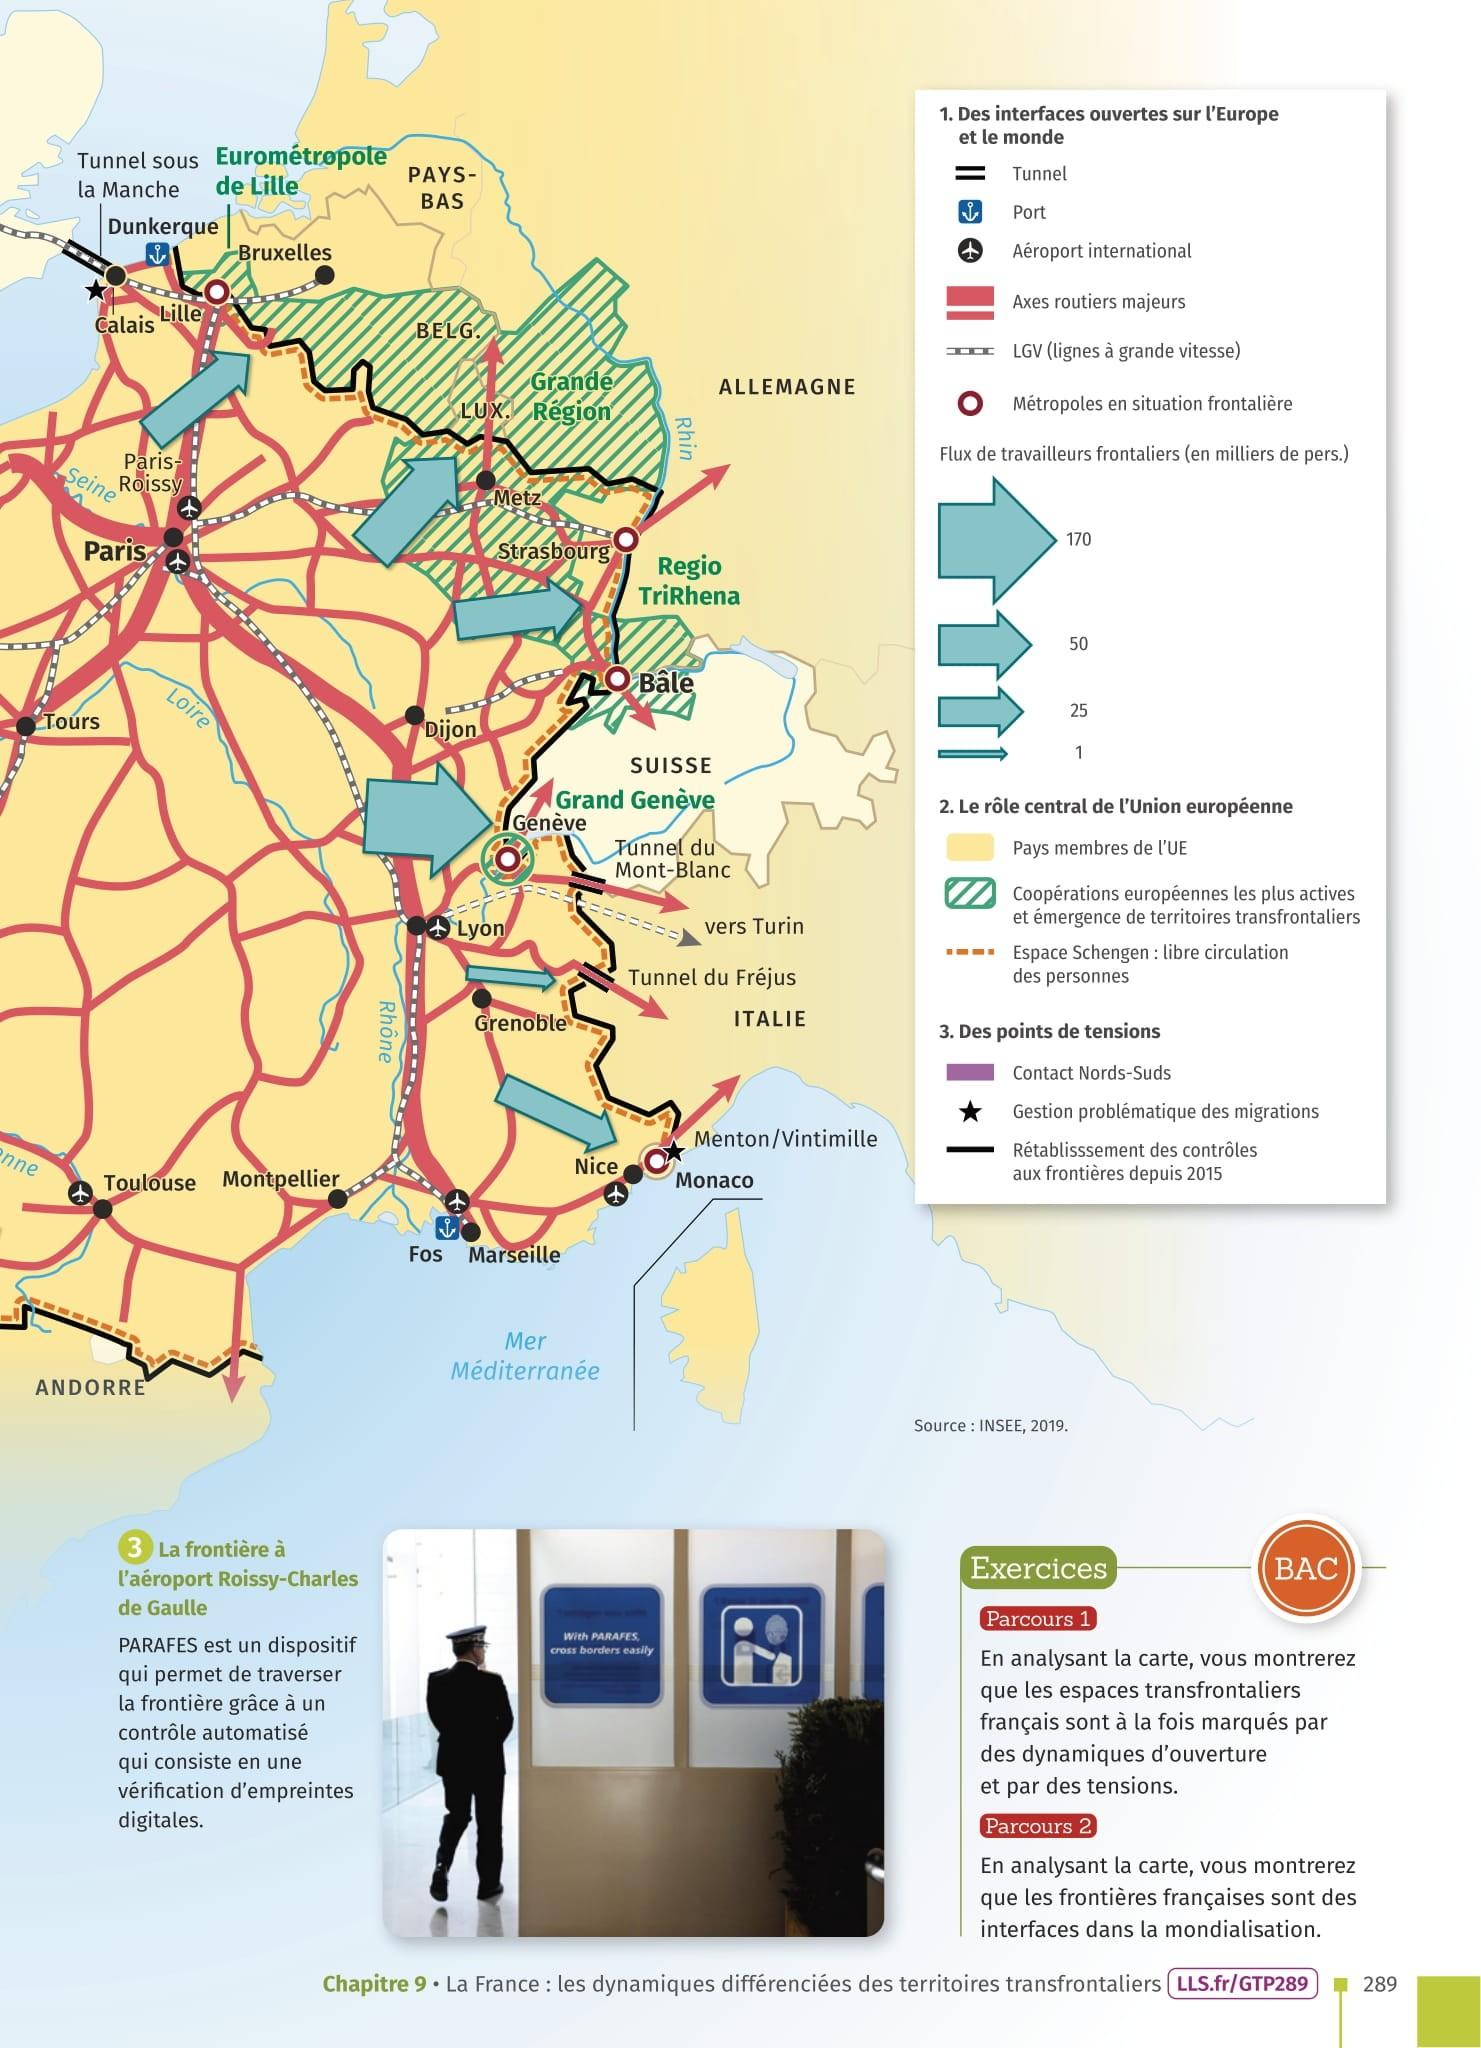 Tunnel sous
la Manche
Eurométropole
de Lille
PAYS-
BAS
Dunkerque
Bruxelles
Calais
Lille
BELG.
Grande
Région
LUX.
ALLEMAGNE
Rhin
Seine
Paris-
Roissy
Metz
Paris
Strasbourg
Regio
TriRhena
Bâle
Loire
Tours
Dijon
SUISSE
Grand Genève
Genève
Tunnel du
Mont-Blanc
Lyon
vers Turin
Tunnel du Fréjus
Rhône
Grenoble
ITALIE
Menton/Vintimille
enne
Nice
Monaco
Toulouse
Montpellier
Fos
Marseille
Mer
Méditerranée
ANDORRE
1. Des interfaces ouvertes sur l'Europe
et le monde
Tunnel
Port
Aéroport international
Axes routiers majeurs
LGV (lignes à grande vitesse)
Métropoles en situation frontalière
Flux de travailleurs frontaliers (en milliers de pers.)
170
50
25
1
2. Le rôle central de l'Union européenne
Pays membres de l'UE
Coopérations européennes les plus actives
et émergence de territoires transfrontaliers
Espace Schengen : libre circulation
des personnes
3. Des points de tensions
Contact Nords-Suds
Gestion problématique des migrations
Rétablisssement des contrôles
aux frontières depuis 2015
Source : INSEE, 2019.
3 La frontière à
l'aéroport Roissy-Charles
de Gaulle
PARAFES est un dispositif
qui permet de traverser
la frontière grâce à un
contrôle automatisé
qui consiste en une
vérification d'empreintes
digitales.
With PARAFES,
cross borders easily
Exercices
BAC
Parcours 1
En analysant la carte, vous montrerez
que les espaces transfrontaliers
français sont à la fois marqués par
des dynamiques d'ouverture
et par des tensions.
Parcours 2
En analysant la carte, vous montrerez
que les frontières françaises sont des
interfaces dans la mondialisation.
Chapitre 9 • La France : les dynamiques différenciées des territoires transfrontaliers LLS.fr/GTP289 289